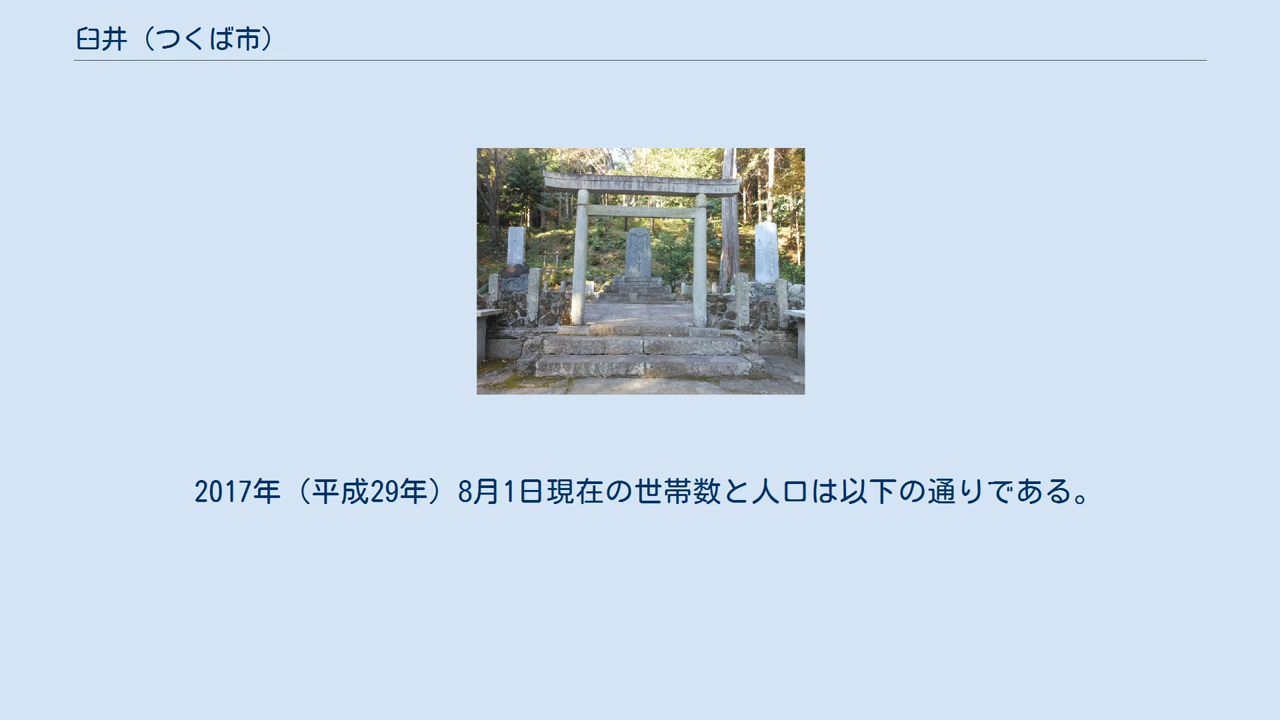 臼井（つくば市）
2017年（平成29年）8月1日現在の世帯数と人口は以下の通りである。